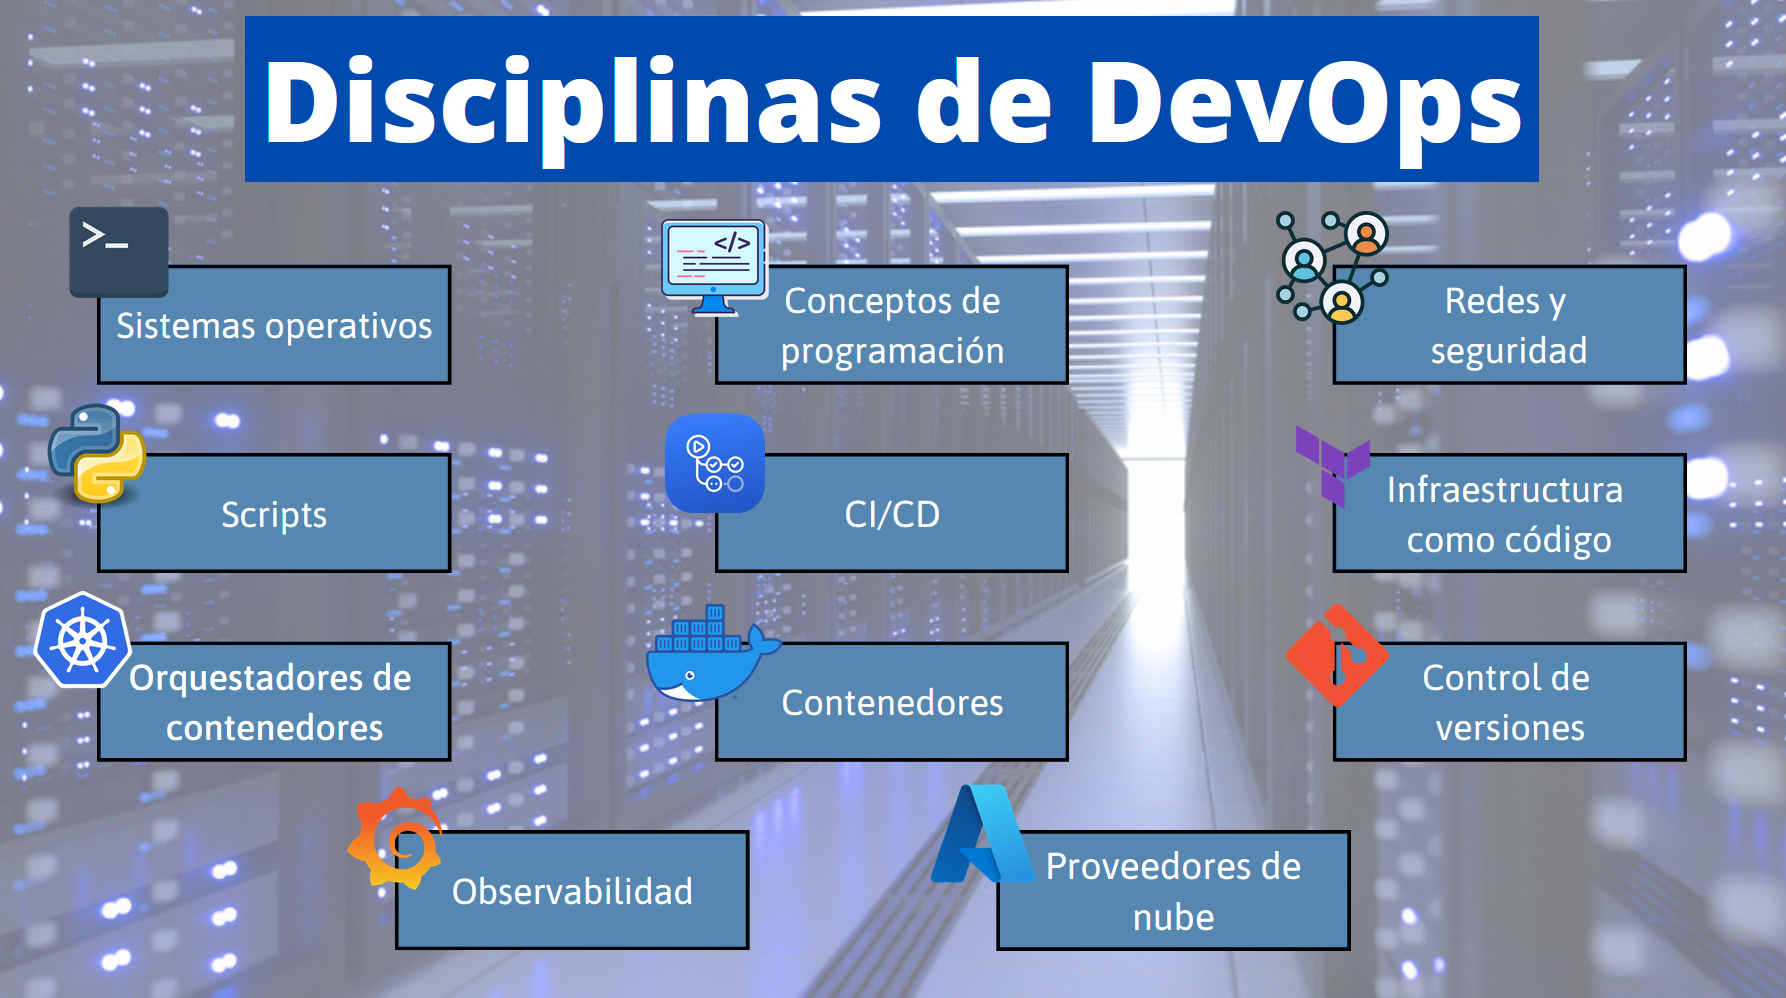 Disciplinas de DevOps
>_
Sistemas operativos
</>
Conceptos de
programación
Redes y
seguridad
Scripts
CI/CD
Infraestructura
como código
Orquestadores de
contenedores
Contenedores
Control de
versiones
Observabilidad
Proveedores de
nube